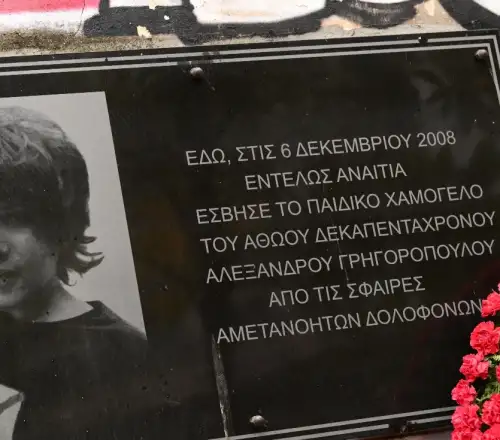 ΕΔΩ, ΣΤΙΣ 6 ΔΕΚΕΜΒΡΙΟΥ 2008
ΕΝΤΕΛΩΣ ΑΝΑΙΤΙΑ
ΕΣΒΗΣΕ ΤΟ ΠΑΙΔΙΚΟ ΧΑΜΟΓΕΛΟ
ΤΟΥ ΑΘΩΟΥ ΔΕΚΑΠΕΝΤΑΧΡΟΝΟΥ
ΑΛΕΞΑΝΔΡΟΥ ΓΡΗΓΟΡΟΠΟΥΛΟΥ
ΑΠΟ ΤΙΣ ΣΦΑΙΡΕΣ
ΑΜΕΤΑΝΟΗΤΩΝ ΔΟΛΟΦΟΝΩΝ